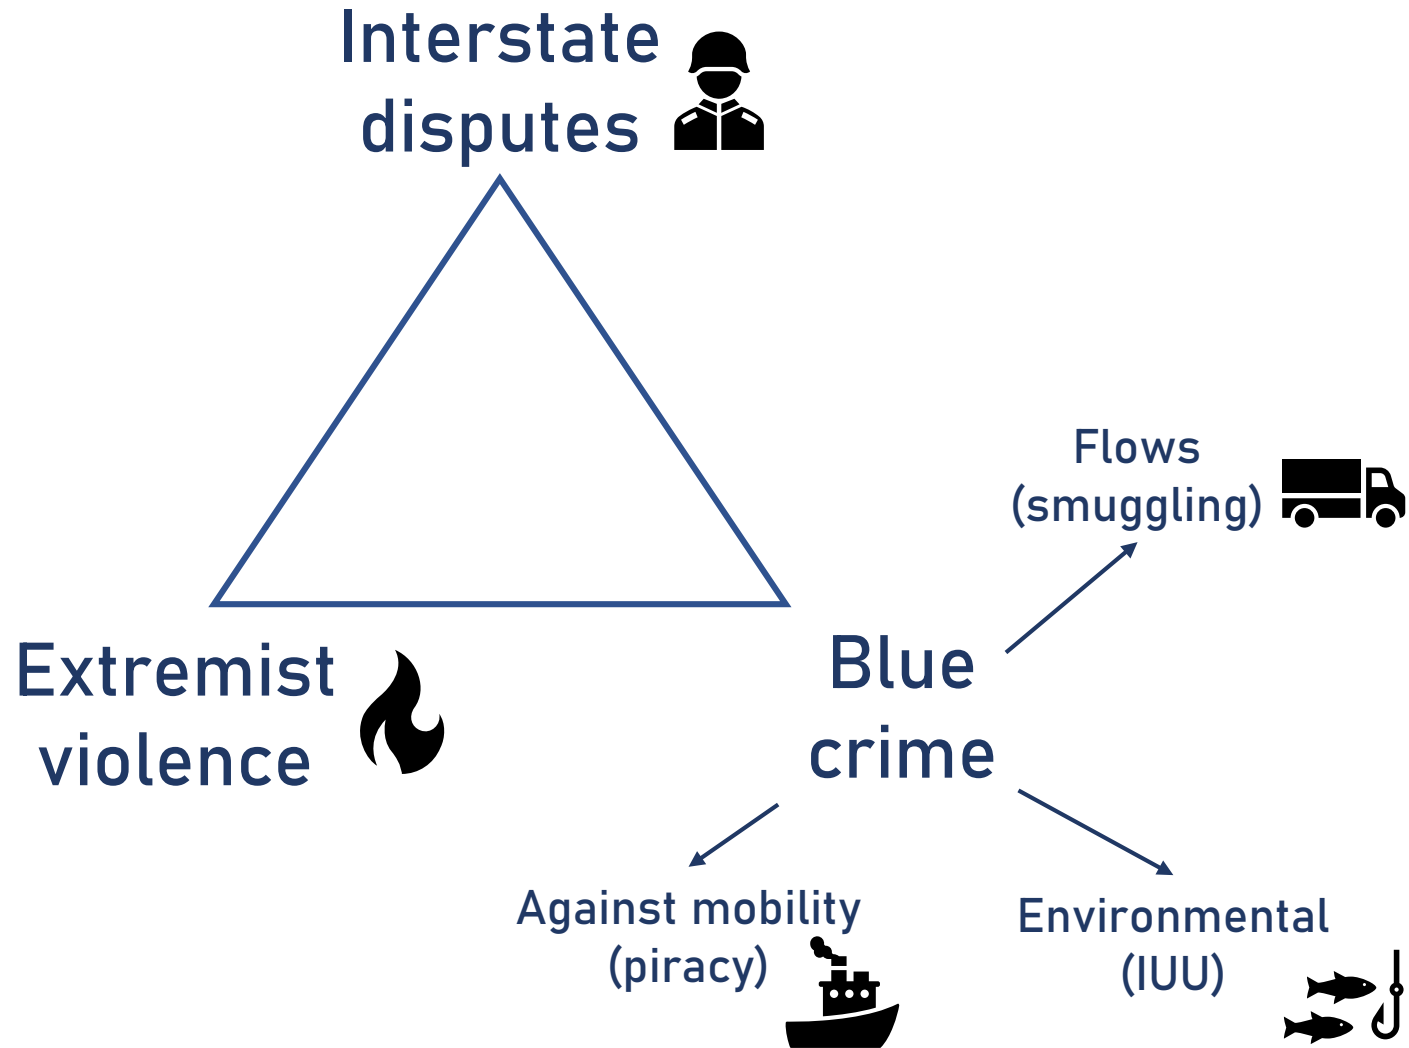 Interstate
disputes
Flows
(smuggling)
Extremist
violence
Blue
crime
Against mobility
(piracy)
Environmental
(IUU)